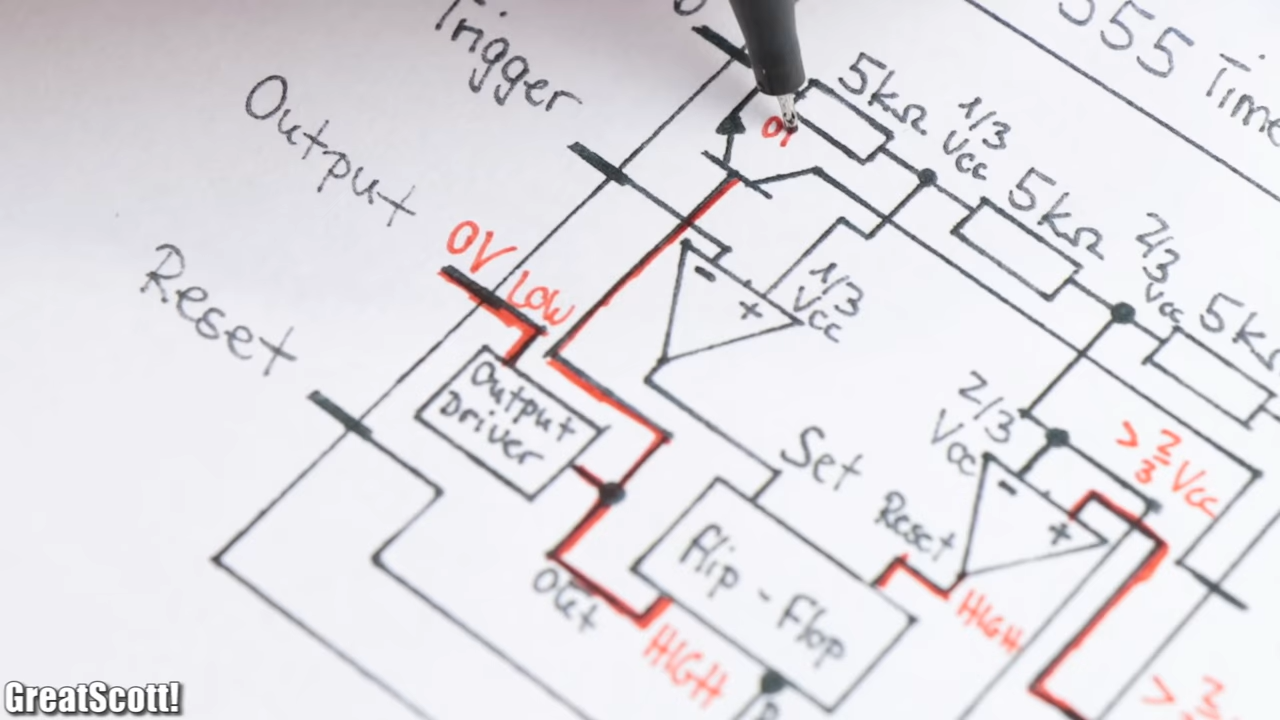 555 Time
Trigger
Output
Reset
0V
LOW
5kΩ
1/3
Vcc
5kΩ
2/3
Vcc
5k
1/3
Vcc
-
+
Output
Driver
2/3
Vcc
> 2/3 Vcc
Set
Reset
-
+
HIGH
Flip-Flop
Out
HIGH
GreatScott!